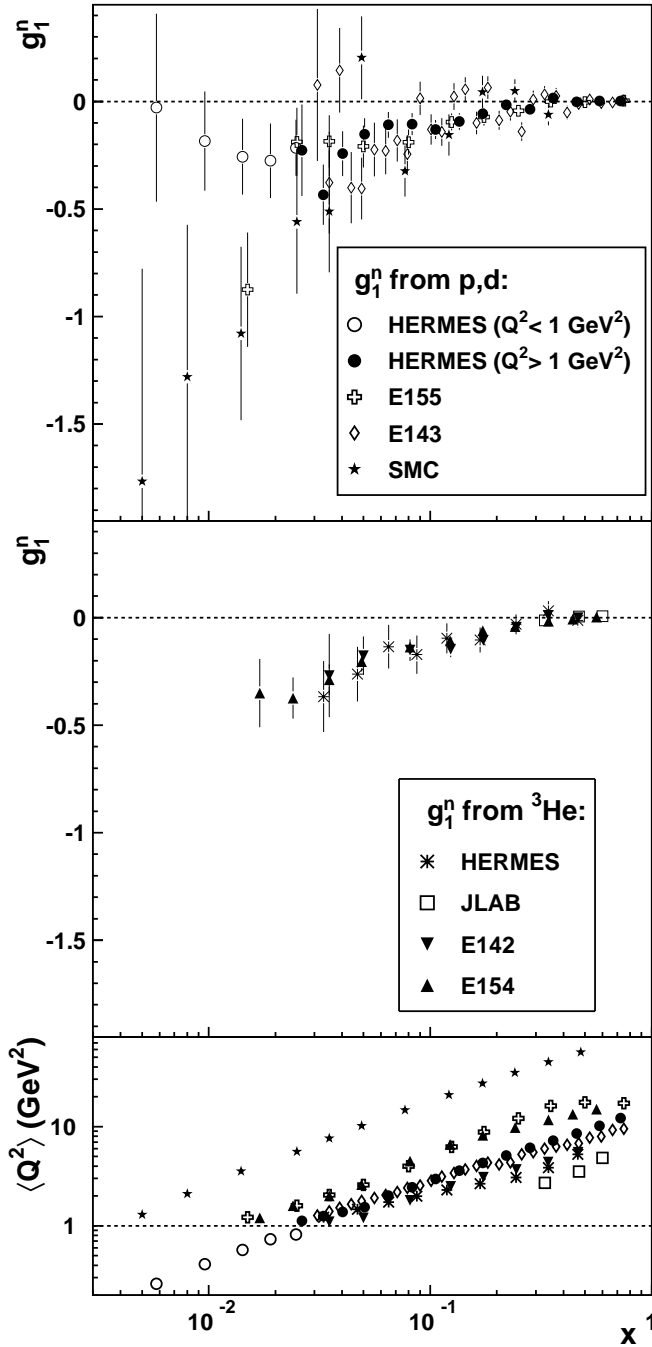 g₁ⁿ
0
-0.5
-1
-1.5
g₁ⁿ from p,d:
HERMES (Q² < 1 GeV²)
HERMES (Q² > 1 GeV²)
E155
E143
SMC
g₁ⁿ
0
-0.5
-1
-1.5
g₁ⁿ from ³He:
HERMES
JLAB
E142
E154
⟨Q²⟩ (GeV²)
10
1
10⁻² 10⁻¹ 1
x